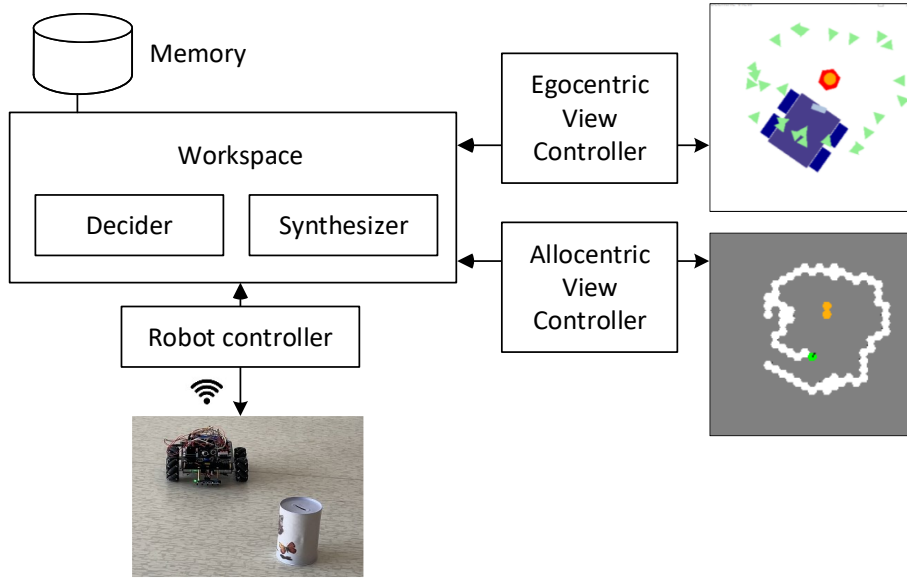 Memory
Workspace
Decider
Synthesizer
Robot controller
Egocentric
View
Controller
Allocentric
View
Controller